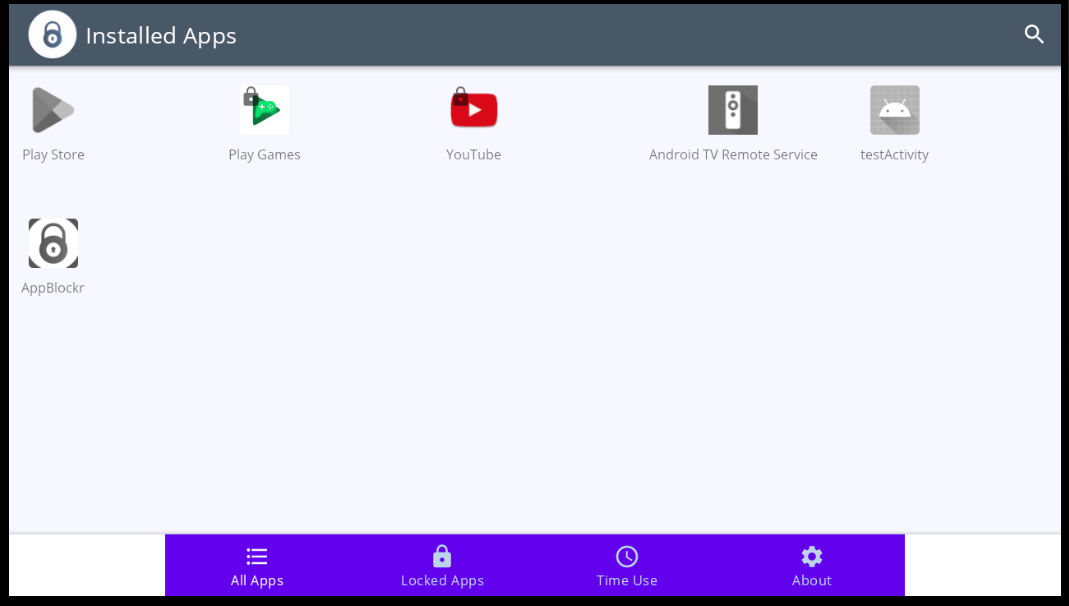 Installed Apps
Play Store
Play Games
YouTube
Android TV Remote Service
testActivity
AppBlockr
All Apps
Locked Apps
Time Use
About